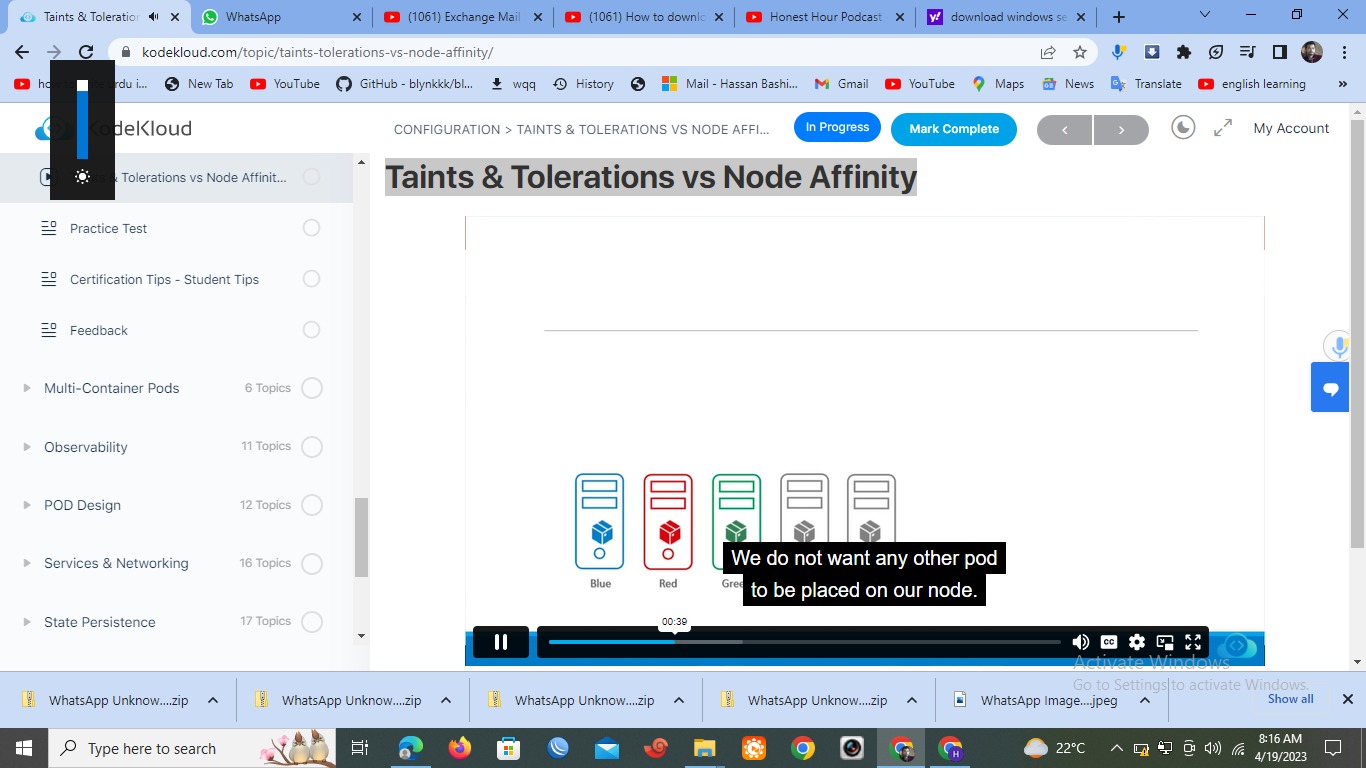 Taints & Toleration
WhatsApp
(1061) Exchange Mail
(1061) How to downlo
Honest Hour Podcast
download windows se
kodekloud.com/topic/taints-tolerations-vs-node-affinity/
how to
urdu i...
New Tab
YouTube
GitHub - blynkkk/bl...
wqq
History
Mail - Hassan Bashi...
Gmail
YouTube
Maps
News
Translate
english learning
»
KodeKloud
CONFIGURATION > TAINTS & TOLERATIONS VS NODE AFFI...
In Progress
Mark Complete
My Account
& Tolerations vs Node Affinit...
Practice Test
Certification Tips - Student Tips
Feedback
Multi-Container Pods
6 Topics
Observability
11 Topics
POD Design
12 Topics
Services & Networking
16 Topics
State Persistence
17 Topics
Taints & Tolerations vs Node Affinity
Blue
Red
We do not want any other pod
to be placed on our node.
00:39
CC
Activate Windows
Go to Settings to activate Windows.
WhatsApp Unknow....zip
WhatsApp Unknow....zip
WhatsApp Unknow....zip
WhatsApp Unknow....zip
WhatsApp Image....jpeg
Show all
Type here to search
22°C
8:16 AM
4/19/2023